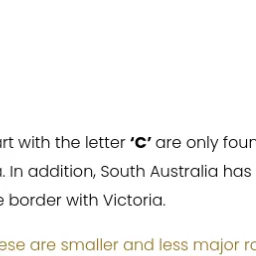 art with the letter ‘C’ are only foun
. In addition, South Australia has
e border with Victoria.
ese are smaller and less major ro